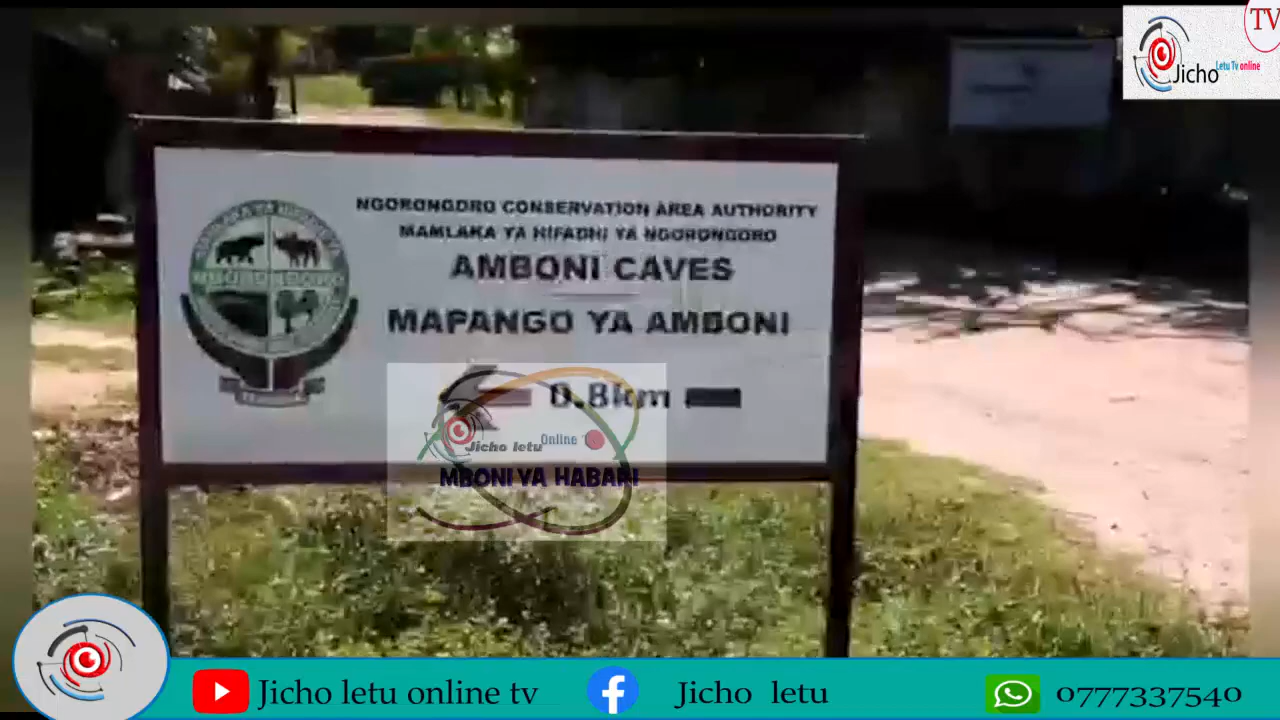 TV
Jicho Letu Tv online
NGORONGORO CONSERVATION AREA AUTHORITY
MAMLAKA YA HIFADHI YA NGORONGORO
AMBONI CAVES
MAPANGO YA AMBONI
NGORONGORO
0.8km
Jicho letu Online
MBONI YA HABARI
Jicho letu online tv
Jicho letu
0777337540